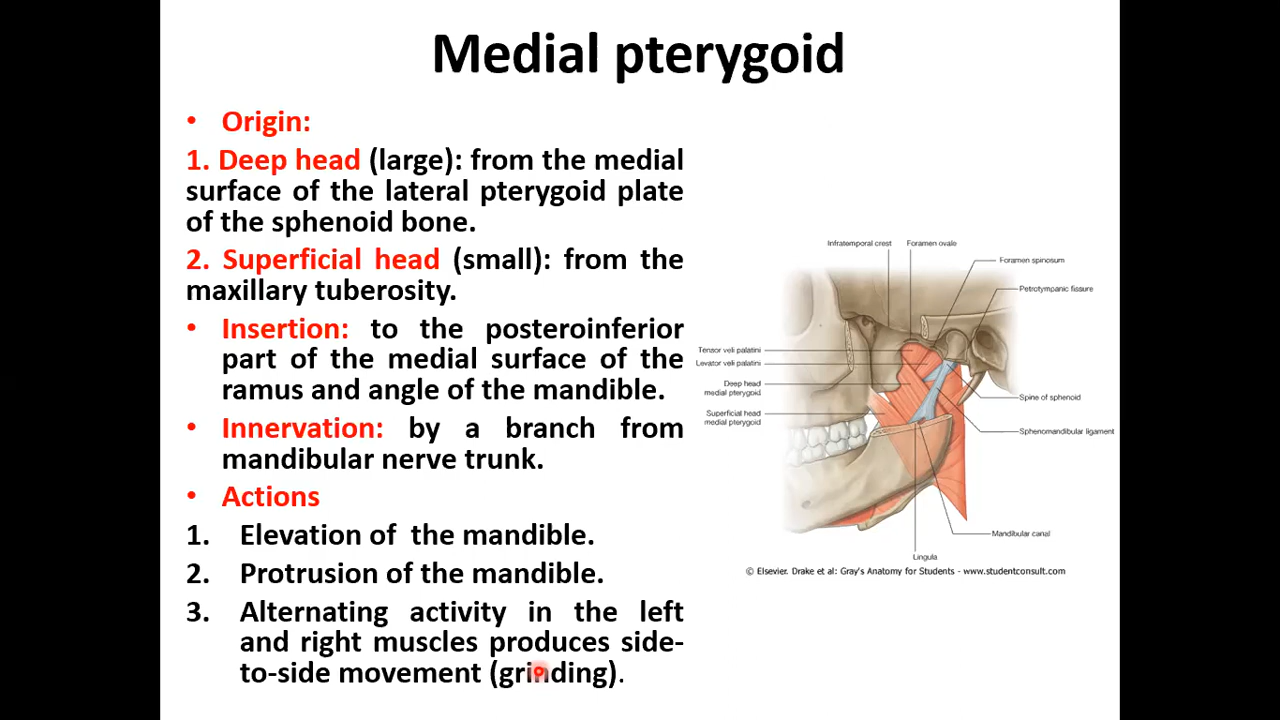 Medial pterygoid
• Origin:
1. Deep head (large): from the medial
surface of the lateral pterygoid plate
of the sphenoid bone.
2. Superficial head (small): from the
maxillary tuberosity.
• Insertion: to the posteroinferior
part of the medial surface of the
ramus and angle of the mandible.
• Innervation: by a branch from
mandibular nerve trunk.
• Actions
1. Elevation of the mandible.
2. Protrusion of the mandible.
3. Alternating activity in the left
and right muscles produces side-
to-side movement (grinding).
Infratemporal crest
Foramen ovale
Foramen spinosum
Petrotympanic fissure
Tensor veli palatini
Levator veli palatini
Deep head
medial pterygoid
Superficial head
medial pterygoid
Spine of sphenoid
Sphenomandibular ligament
Mandibular canal
Lingula
© Elsevier. Drake et al: Gray's Anatomy for Students - www.studentconsult.com